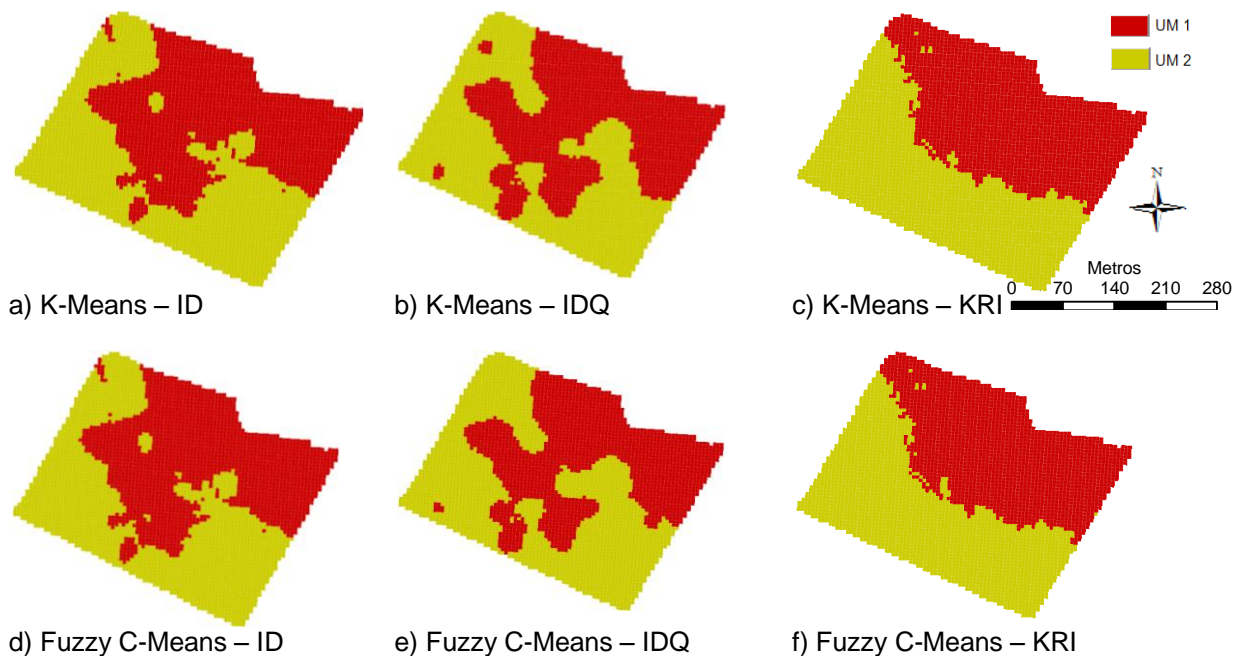 UM 1
UM 2
N
Metros
0 70 140 210 280
a) K-Means – ID
b) K-Means – IDQ
c) K-Means – KRI
d) Fuzzy C-Means – ID
e) Fuzzy C-Means – IDQ
f) Fuzzy C-Means – KRI